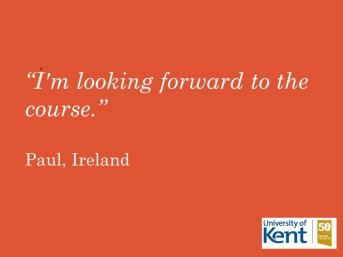 “I'm looking forward to the
course.”
Paul, Ireland
University of
Kent
50